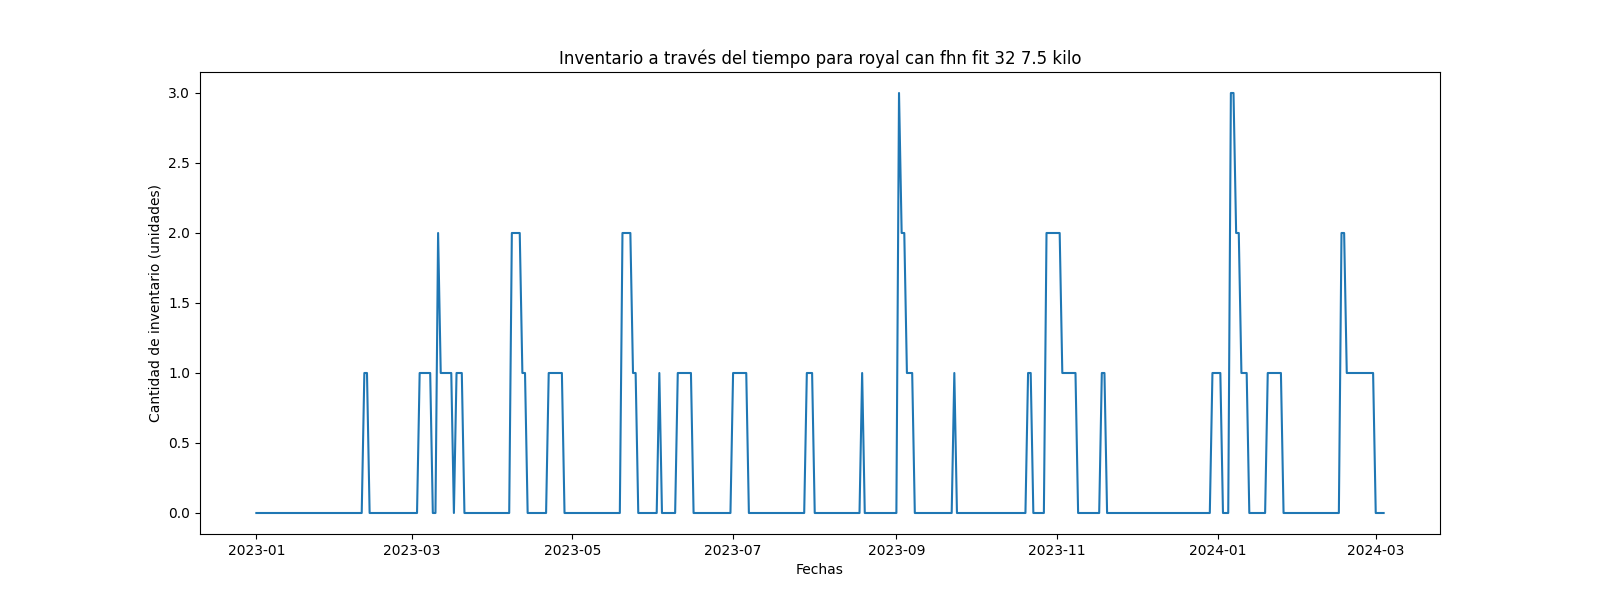 Inventario a través del tiempo para royal can fhn fit 32 7.5 kilo
Cantidad de inventario (unidades)
3.0
2.5
2.0
1.5
1.0
0.5
0.0
2023-01 2023-03 2023-05 2023-07 2023-09 2023-11 2024-01 2024-03
Fechas